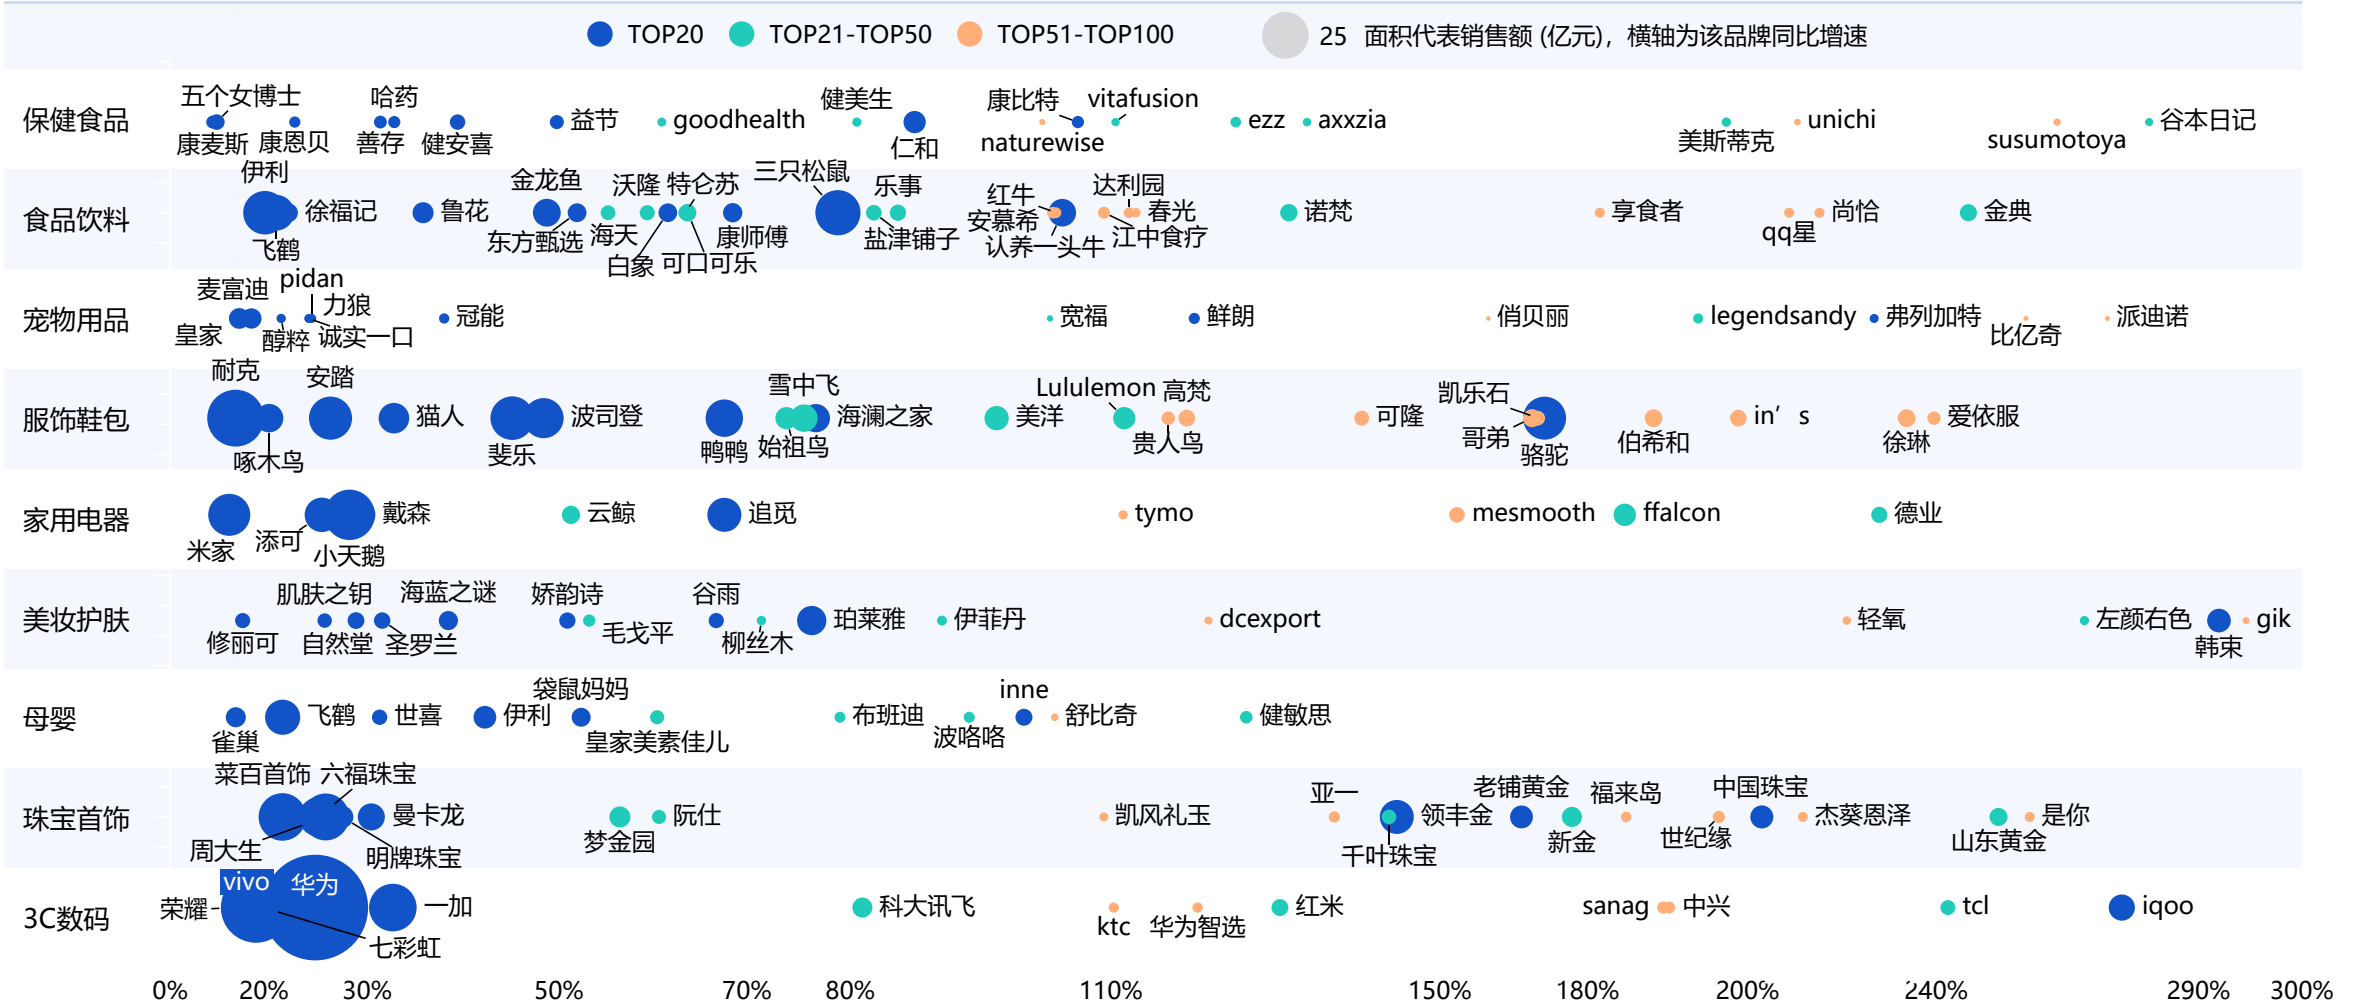 TOP20 TOP21-TOP50 TOP51-TOP100 25 面积代表销售额 (亿元)，横轴为该品牌同比增速
保健食品
五个女博士 哈药 健美生 康比特 vitafusion
益节 goodhealth ezz axxzia unichi 谷本日记
康麦斯 康恩贝 善存 健安喜 仁和 naturewise 美斯蒂克 susumotoya
食品饮料
伊利 金龙鱼 沃隆 特仑苏 三只松鼠 乐事 红牛 达利园
徐福记 鲁花 安慕希 春光 诺梵 享食者 尚恰 金典
飞鹤 东方甄选 海天 白象 可口可乐 康师傅 盐津铺子 认养一头牛 江中食疗 qq星
宠物用品
麦富迪 pidan 力狼
冠能 宽福 鲜朗 俏贝丽 legendsandy 弗列加特 派迪诺
皇家 醇粹 诚实一口 比亿奇
服饰鞋包
耐克 安踏 雪中飞 Lululemon 高梵 凯乐石
猫人 波司登 海澜之家 美洋 可隆 in’s 爱依服
啄木鸟 斐乐 鸭鸭 始祖鸟 贵人鸟 哥弟 骆驼 伯希和 徐琳
家用电器
戴森 云鲸 追觅 tymo mesmooth ffalcon 德业
米家 添可 小天鹅
美妆护肤
肌肤之钥 海蓝之谜 娇韵诗 谷雨
珀莱雅 伊菲丹 dcexport 轻氧 左颜右色 gik
修丽可 自然堂 圣罗兰 毛戈平 柳丝木 韩束
母婴
袋鼠妈妈 inne
飞鹤 世喜 伊利 布班迪 舒比奇 健敏思
雀巢 皇家美素佳儿 波咯咯
珠宝首饰
菜百首饰 六福珠宝 亚一 老铺黄金 福来岛 中国珠宝
曼卡龙 阮仕 凯风礼玉 领丰金 杰葵恩泽 是你
周大生 明牌珠宝 梦金园 千叶珠宝 新金 世纪缘 山东黄金
3C数码
vivo 华为
荣耀 一加 科大讯飞 红米 sanag 中兴 tcl iqoo
七彩虹 ktc 华为智选
0% 20% 30% 50% 70% 80% 110% 150% 180% 200% 240% 290% 300%